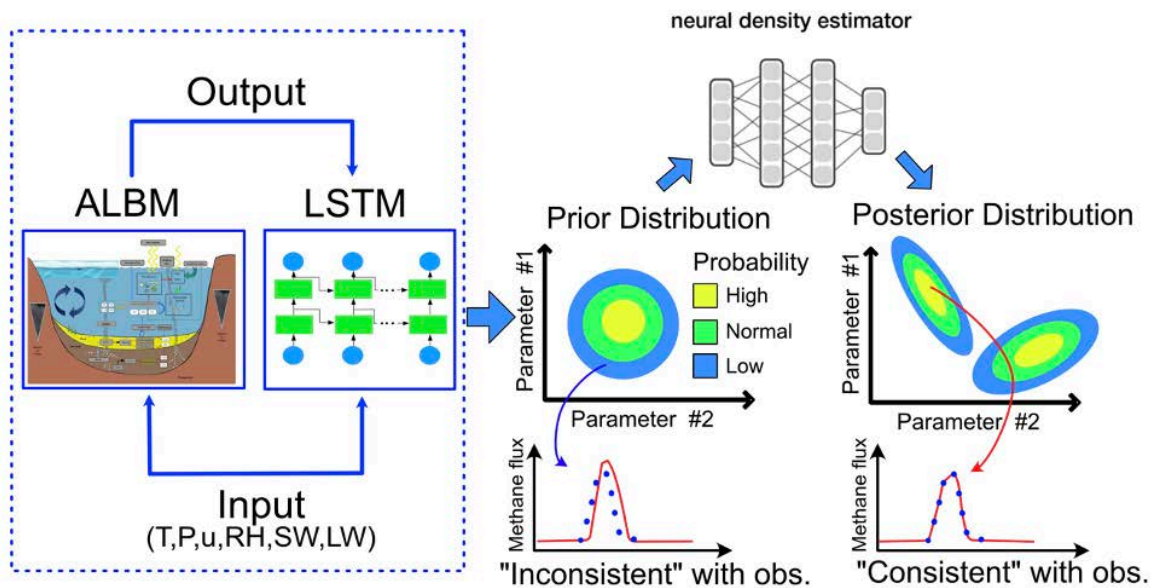 neural density estimator
Output
ALBM
LSTM
Input
(T,P,u,RH,SW,LW)
Prior Distribution
Parameter #1
Parameter #2
Probability
High
Normal
Low
Posterior Distribution
Parameter #1
Parameter #2
Methane flux
"Inconsistent" with obs.
Methane flux
"Consistent" with obs.